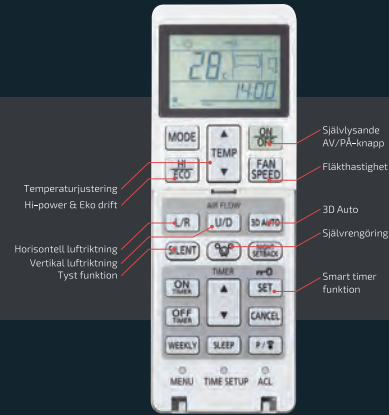 28°c
14:00
MODE
TEMP
ON
OFF
HI
ECO
FAN
SPEED
AIR FLOW
L/R
U/D
3D AUTO
SILENT
NIGHT
SETBACK
TIMER
ON
TIMER
SET
OFF
TIMER
CANCEL
WEEKLY
SLEEP
P/
MENU
TIME SETUP
ACL
Temperaturjustering
Hi-power & Eko drift
Horisontell luftriktning
Vertikal luftriktning
Tyst funktion
Självlysande
AV/PÅ-knapp
Fläkthastighet
3D Auto
Självrengöring
Smart timer
funktion